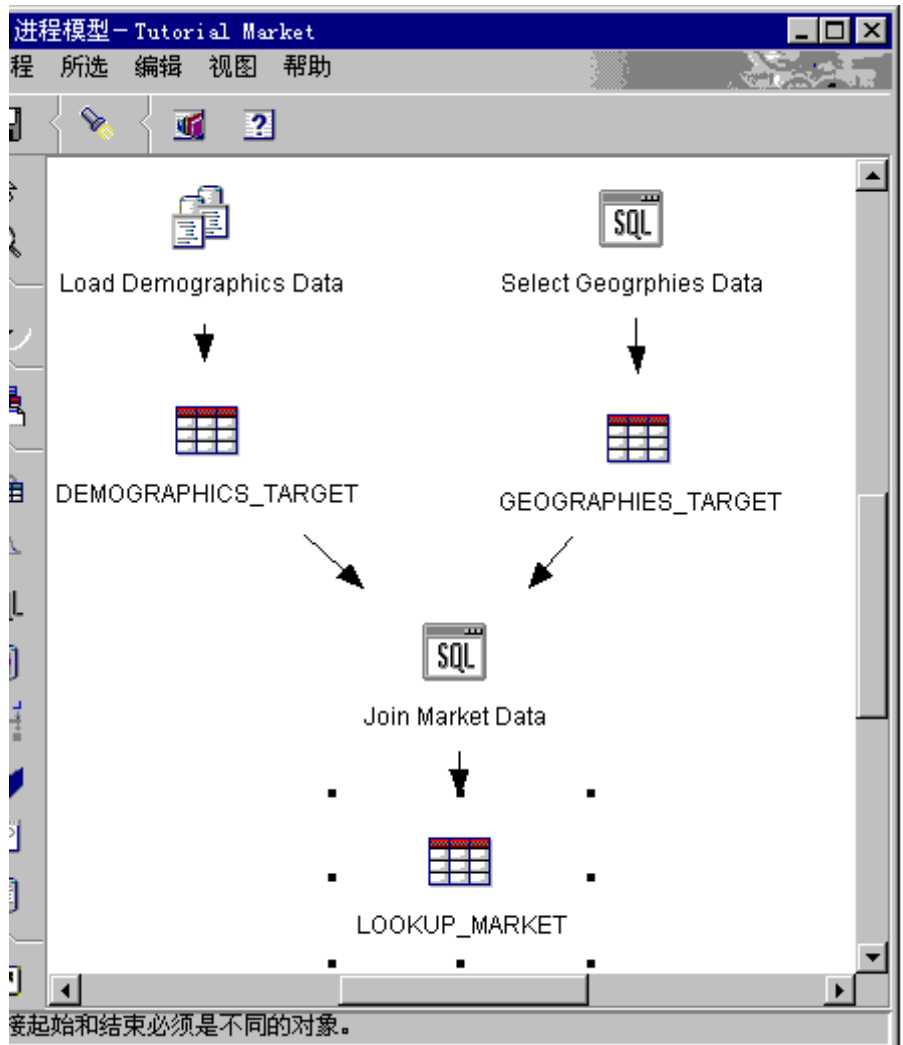 进程模型－Tutorial Market
程 所选 编辑 视图 帮助
Load Demographics Data
SQL
Select Geogrphies Data
DEMOGRAPHICS_TARGET
GEOGRAPHIES_TARGET
SQL
Join Market Data
LOOKUP_MARKET
接起始和结束必须是不同的对象。